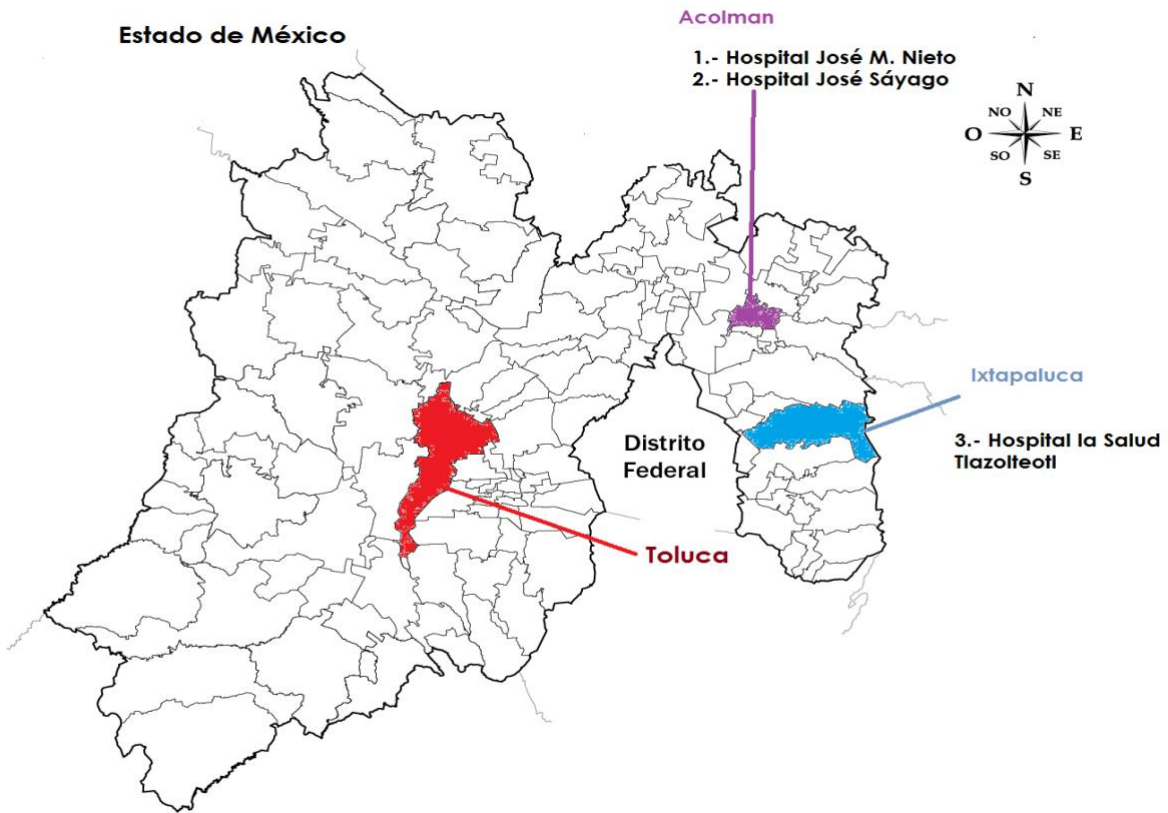 Estado de México
Acolman
1.- Hospital José M. Nieto
2.- Hospital José Sáyago
N
NO
NE
O
E
SO
SE
S
Ixtapaluca
3.- Hospital la Salud
Tlazolteotl
Distrito
Federal
Toluca